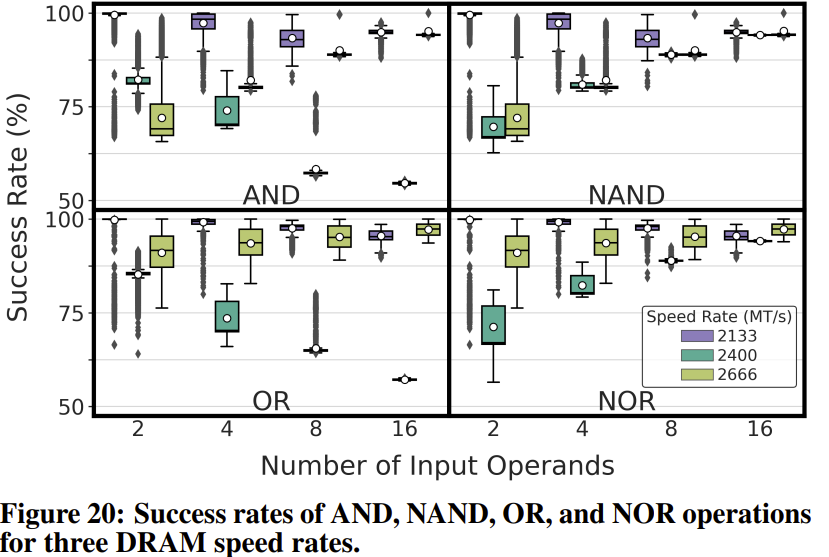 100
75
50
100
75
50
Success Rate (%)
AND
NAND
OR
NOR
Speed Rate (MT/s)
2133
2400
2666
2 4 8 16 2 4 8 16
Number of Input Operands
Figure 20: Success rates of AND, NAND, OR, and NOR operations
for three DRAM speed rates.